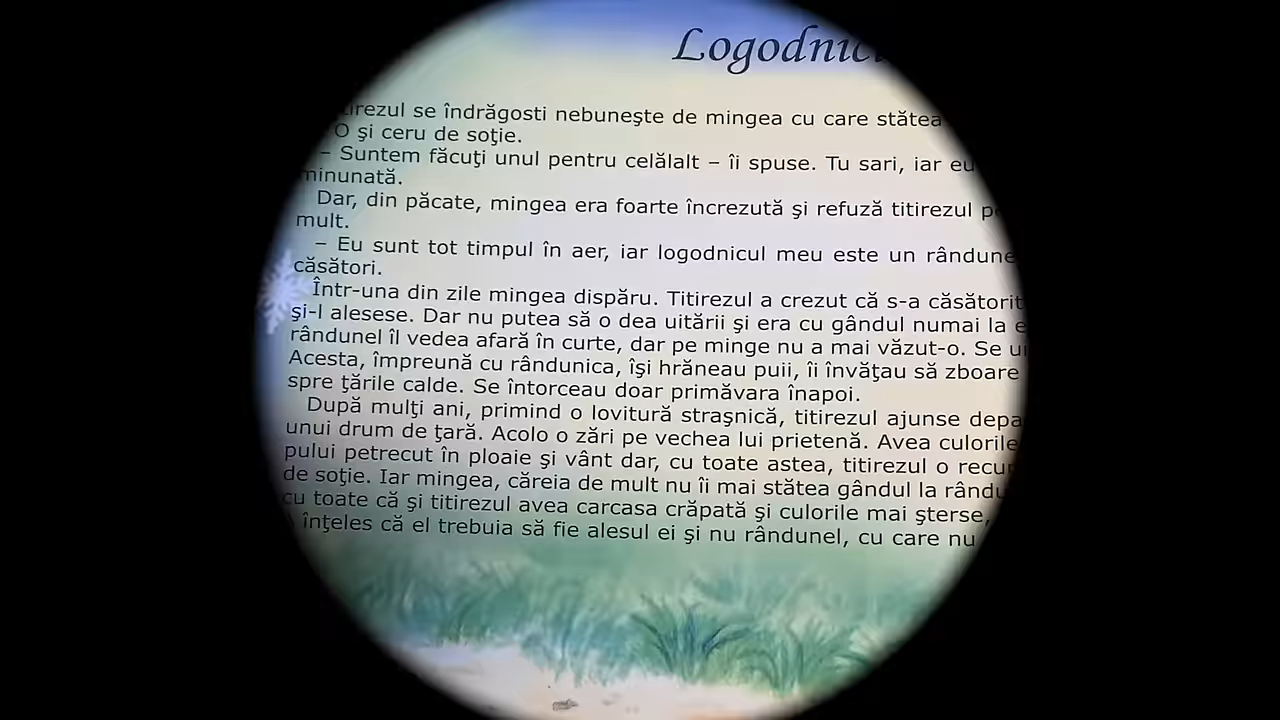 se îndrăgosti nebuneşte de mingea cu care stătea
O şi ceru de soţie.
– Suntem făcuţi unul pentru celălalt – îi spuse. Tu sari, iar eu
minunată.
Dar, din păcate, mingea era foarte încrezută şi refuză titirezul
mult.
– Eu sunt tot timpul în aer, iar logodnicul meu este un
căsători.
Într-una din zile mingea dispăru. Titirezul a crezut că s-a căsătorit
şi-l alesese. Dar nu putea să o dea uitării şi era cu gândul numai la
rândunel îl vedea afară în curte, dar pe minge nu a mai văzut-o. Se
Acesta, împreună cu rândunica, îşi hrăneau puii, îi învăţau să zboare
spre ţările calde. Se întorceau doar primăvara înapoi.
După mulţi ani, primind o lovitură straşnică, titirezul ajunse
unui drum de ţară. Acolo o zări pe vechea lui prietenă. Avea culorile
pului petrecut în ploaie şi vânt dar, cu toate astea, titirezul o
de soţie. Iar mingea, căreia de mult nu îi mai stătea gândul la
cu toate că şi titirezul avea carcasa crăpată şi culorile mai şterse,
înţeles că el trebuia să fie alesul ei şi nu rândunel, cu care nu